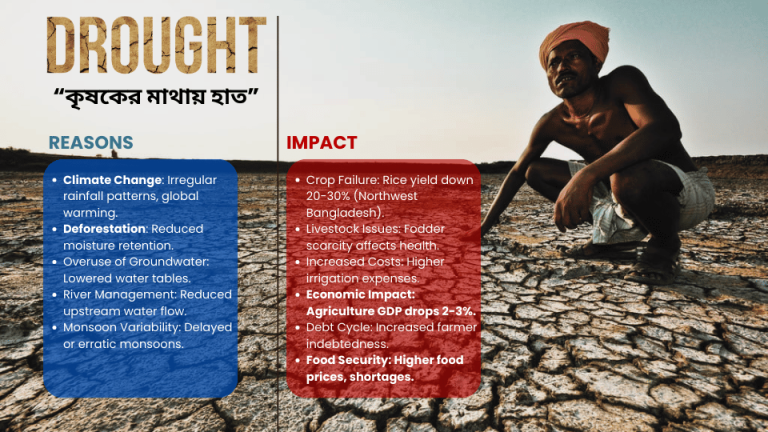 DROUGHT
“কৃষকের মাথায় হাত”
REASONS
• Climate Change: Irregular
rainfall patterns, global
warming.
• Deforestation: Reduced
moisture retention.
• Overuse of Groundwater:
Lowered water tables.
• River Management: Reduced
upstream water flow.
• Monsoon Variability: Delayed
or erratic monsoons.
IMPACT
• Crop Failure: Rice yield down
20-30% (Northwest
Bangladesh).
• Livestock Issues: Fodder
scarcity affects health.
• Increased Costs: Higher
irrigation expenses.
• Economic Impact:
Agriculture GDP drops 2-3%.
• Debt Cycle: Increased farmer
indebtedness.
• Food Security: Higher food
prices, shortages.